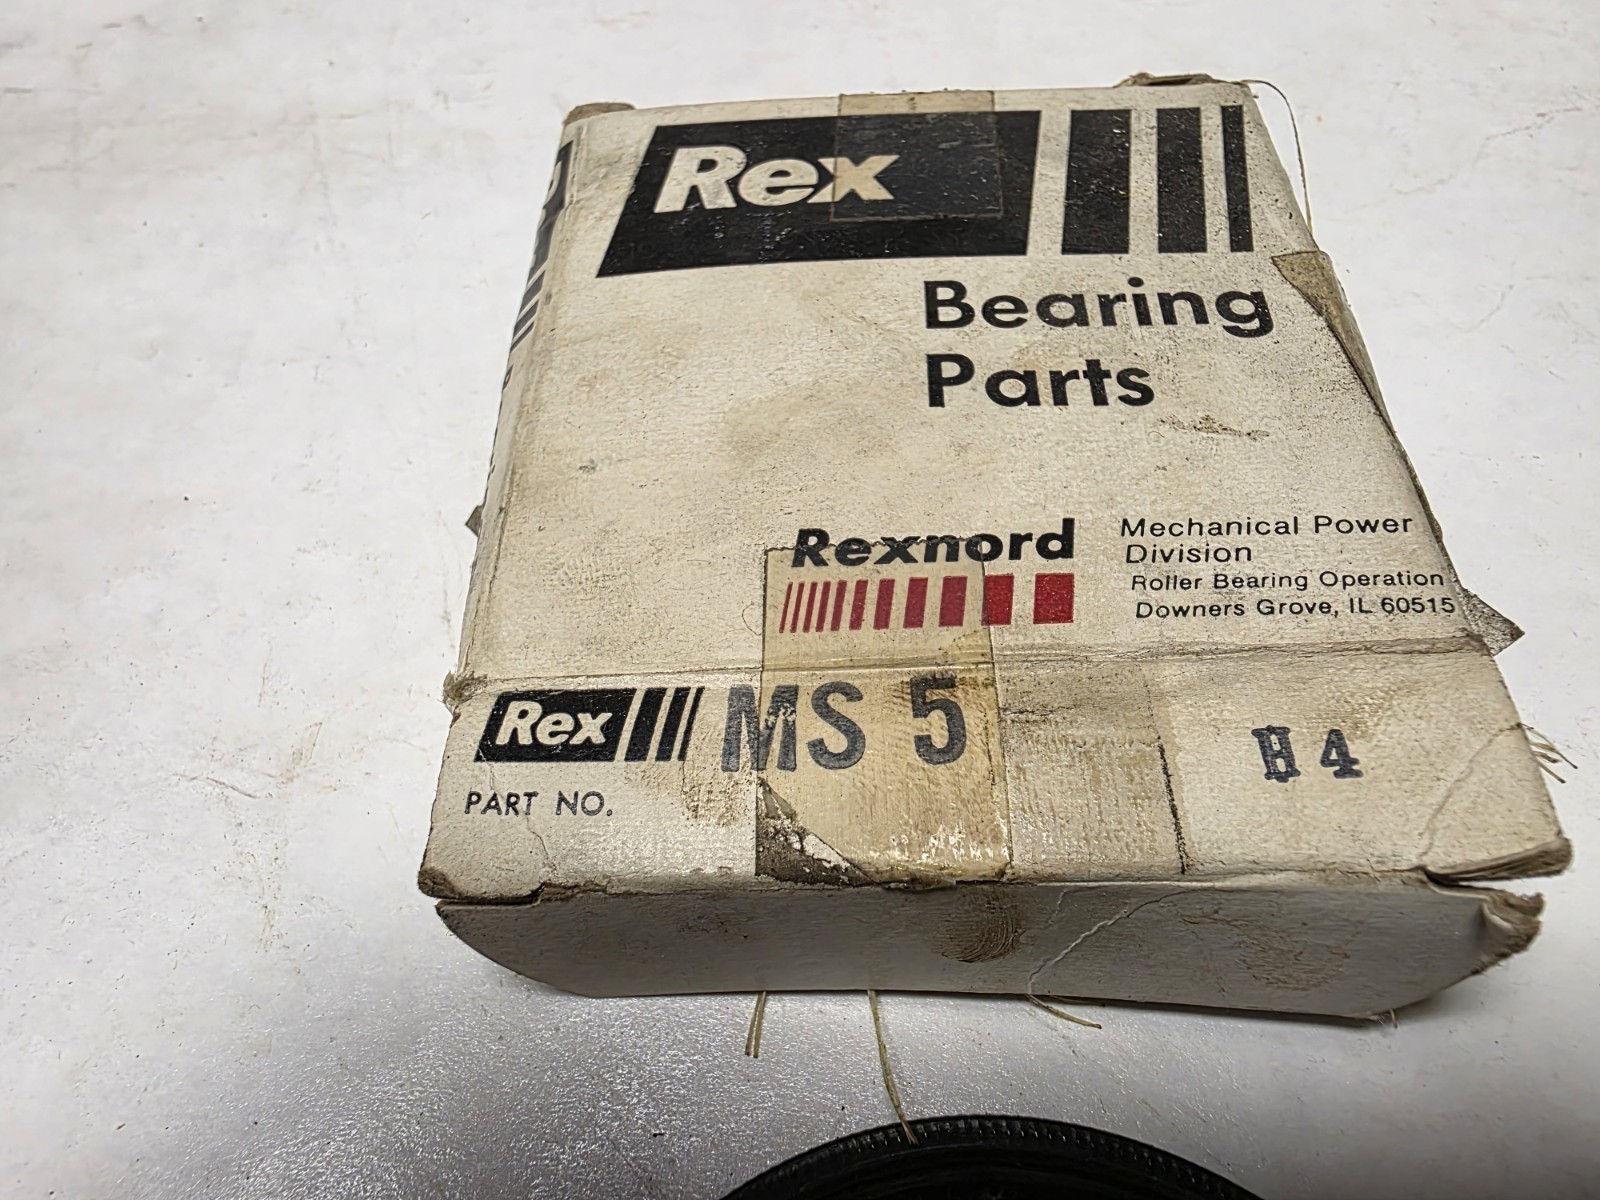 Rex
Bearing
Parts
Rexnord
Mechanical Power
Division
Roller Bearing Operation
Downers Grove, IL 60515
Rex MS 5 H 4
PART NO.